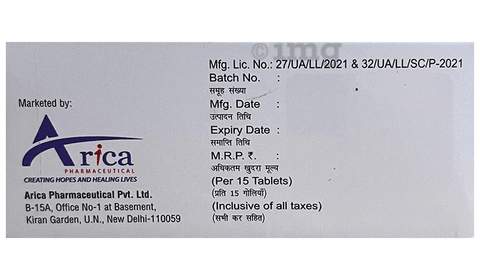 Mfg. Lic. No.: 27/UA/LL/2021 & 32/UA/LL/SC/P-2021
Batch No. :
समूह संख्या
Mfg. Date :
उत्पादन तिथि
Expiry Date :
समाप्ति तिथि
M.R.P. ₹. :
अधिकतम खुदरा मूल्य
(Per 15 Tablets)
(प्रति 15 गोलियाँ)
(Inclusive of all taxes)
(सभी कर सहित)
Marketed by:
Arica
PHARMACEUTICAL
CREATING HOPES AND HEALING LIVES
Arica Pharmaceutical Pvt. Ltd.
B-15A, Office No-1 at Basement,
Kiran Garden, U.N., New Delhi-110059